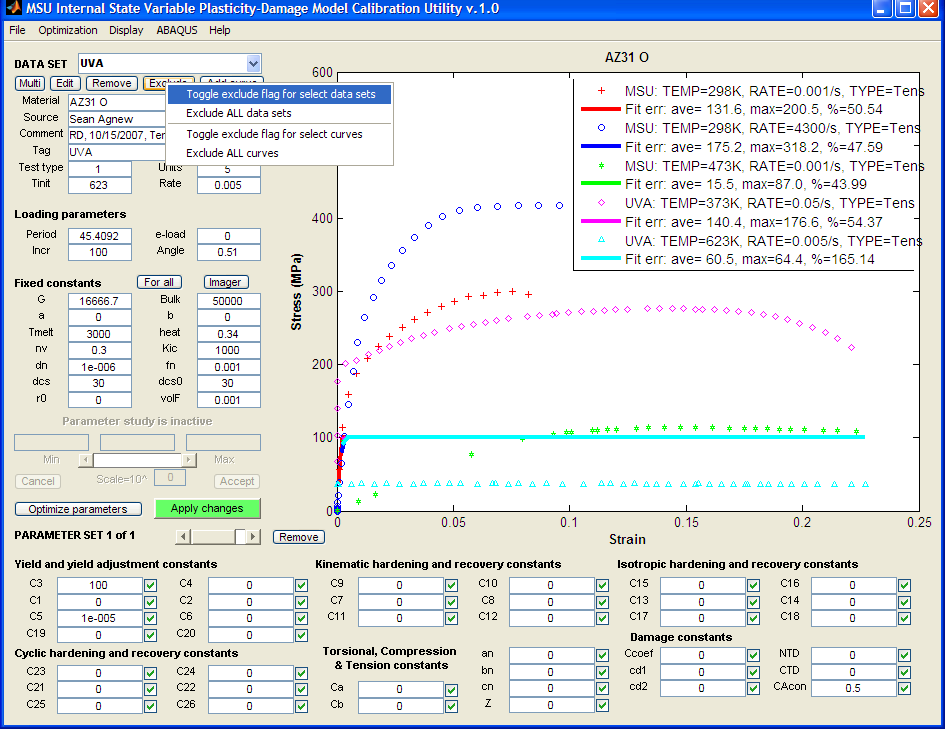 MSU Internal State Variable Plasticity-Damage Model Calibration Utility v.1.0
File Optimization Display ABAQUS Help
DATA SET UVA
Multi Edit Remove Exclude Add curve
Toggle exclude flag for select data sets
Exclude ALL data sets
Toggle exclude flag for select curves
Exclude ALL curves
Material AZ31 O
Source Sean Agnew
Comment RD, 10/15/2007, Ter
Tag UVA
Test type 1 Units 5
Tinit 623 Rate 0.005
Loading parameters
Period 45.4092 e-load 0
Incr 100 Angle 0.51
Fixed constants For all Imager
G 16666.7 Bulk 50000
a 0 b 0
Tmelt 3000 heat 0.34
nv 0.3 Kic 1000
dn 1e-006 fn 0.001
dcs 30 dcs0 30
r0 0 volF 0.001
Parameter study is inactive
Min Max
Cancel Scale=10^ 0 Accept
Optimize parameters Apply changes
PARAMETER SET 1 of 1 Remove
AZ31 O
MSU: TEMP=298K, RATE=0.001/s, TYPE=Tens
Fit err: ave= 131.6, max=200.5, %=50.54
MSU: TEMP=298K, RATE=4300/s, TYPE=Tens
Fit err: ave= 175.2, max=318.2, %=47.59
MSU: TEMP=473K, RATE=0.001/s, TYPE=Tens
Fit err: ave= 15.5, max=87.0, %=43.99
UVA: TEMP=373K, RATE=0.05/s, TYPE=Tens
Fit err: ave= 140.4, max=176.6, %=54.37
UVA: TEMP=623K, RATE=0.005/s, TYPE=Tens
Fit err: ave= 60.5, max=64.4, %=165.14
600
400
300
200
100
0
Stress (MPa)
0 0.05 0.1 0.15 0.2 0.25
Strain
Yield and yield adjustment constants
C3 100 C4 0
C1 0 C2 0
C5 1e-005 C6 0
C19 0 C20 0
Cyclic hardening and recovery constants
C23 0 C24 0
C21 0 C22 0
C25 0 C26 0
Kinematic hardening and recovery constants
C9 0 C10 0
C7 0 C8 0
C11 0 C12 0
Torsional, Compression
& Tension constants
Ca 0
Cb 0
an 0
bn 0
cn 0
Z 0
Isotropic hardening and recovery constants
C15 0 C16 0
C13 0 C14 0
C17 0 C18 0
Damage constants
Ccoef 0 NTD 0
cd1 0 CTD 0
cd2 0 CAcon 0.5